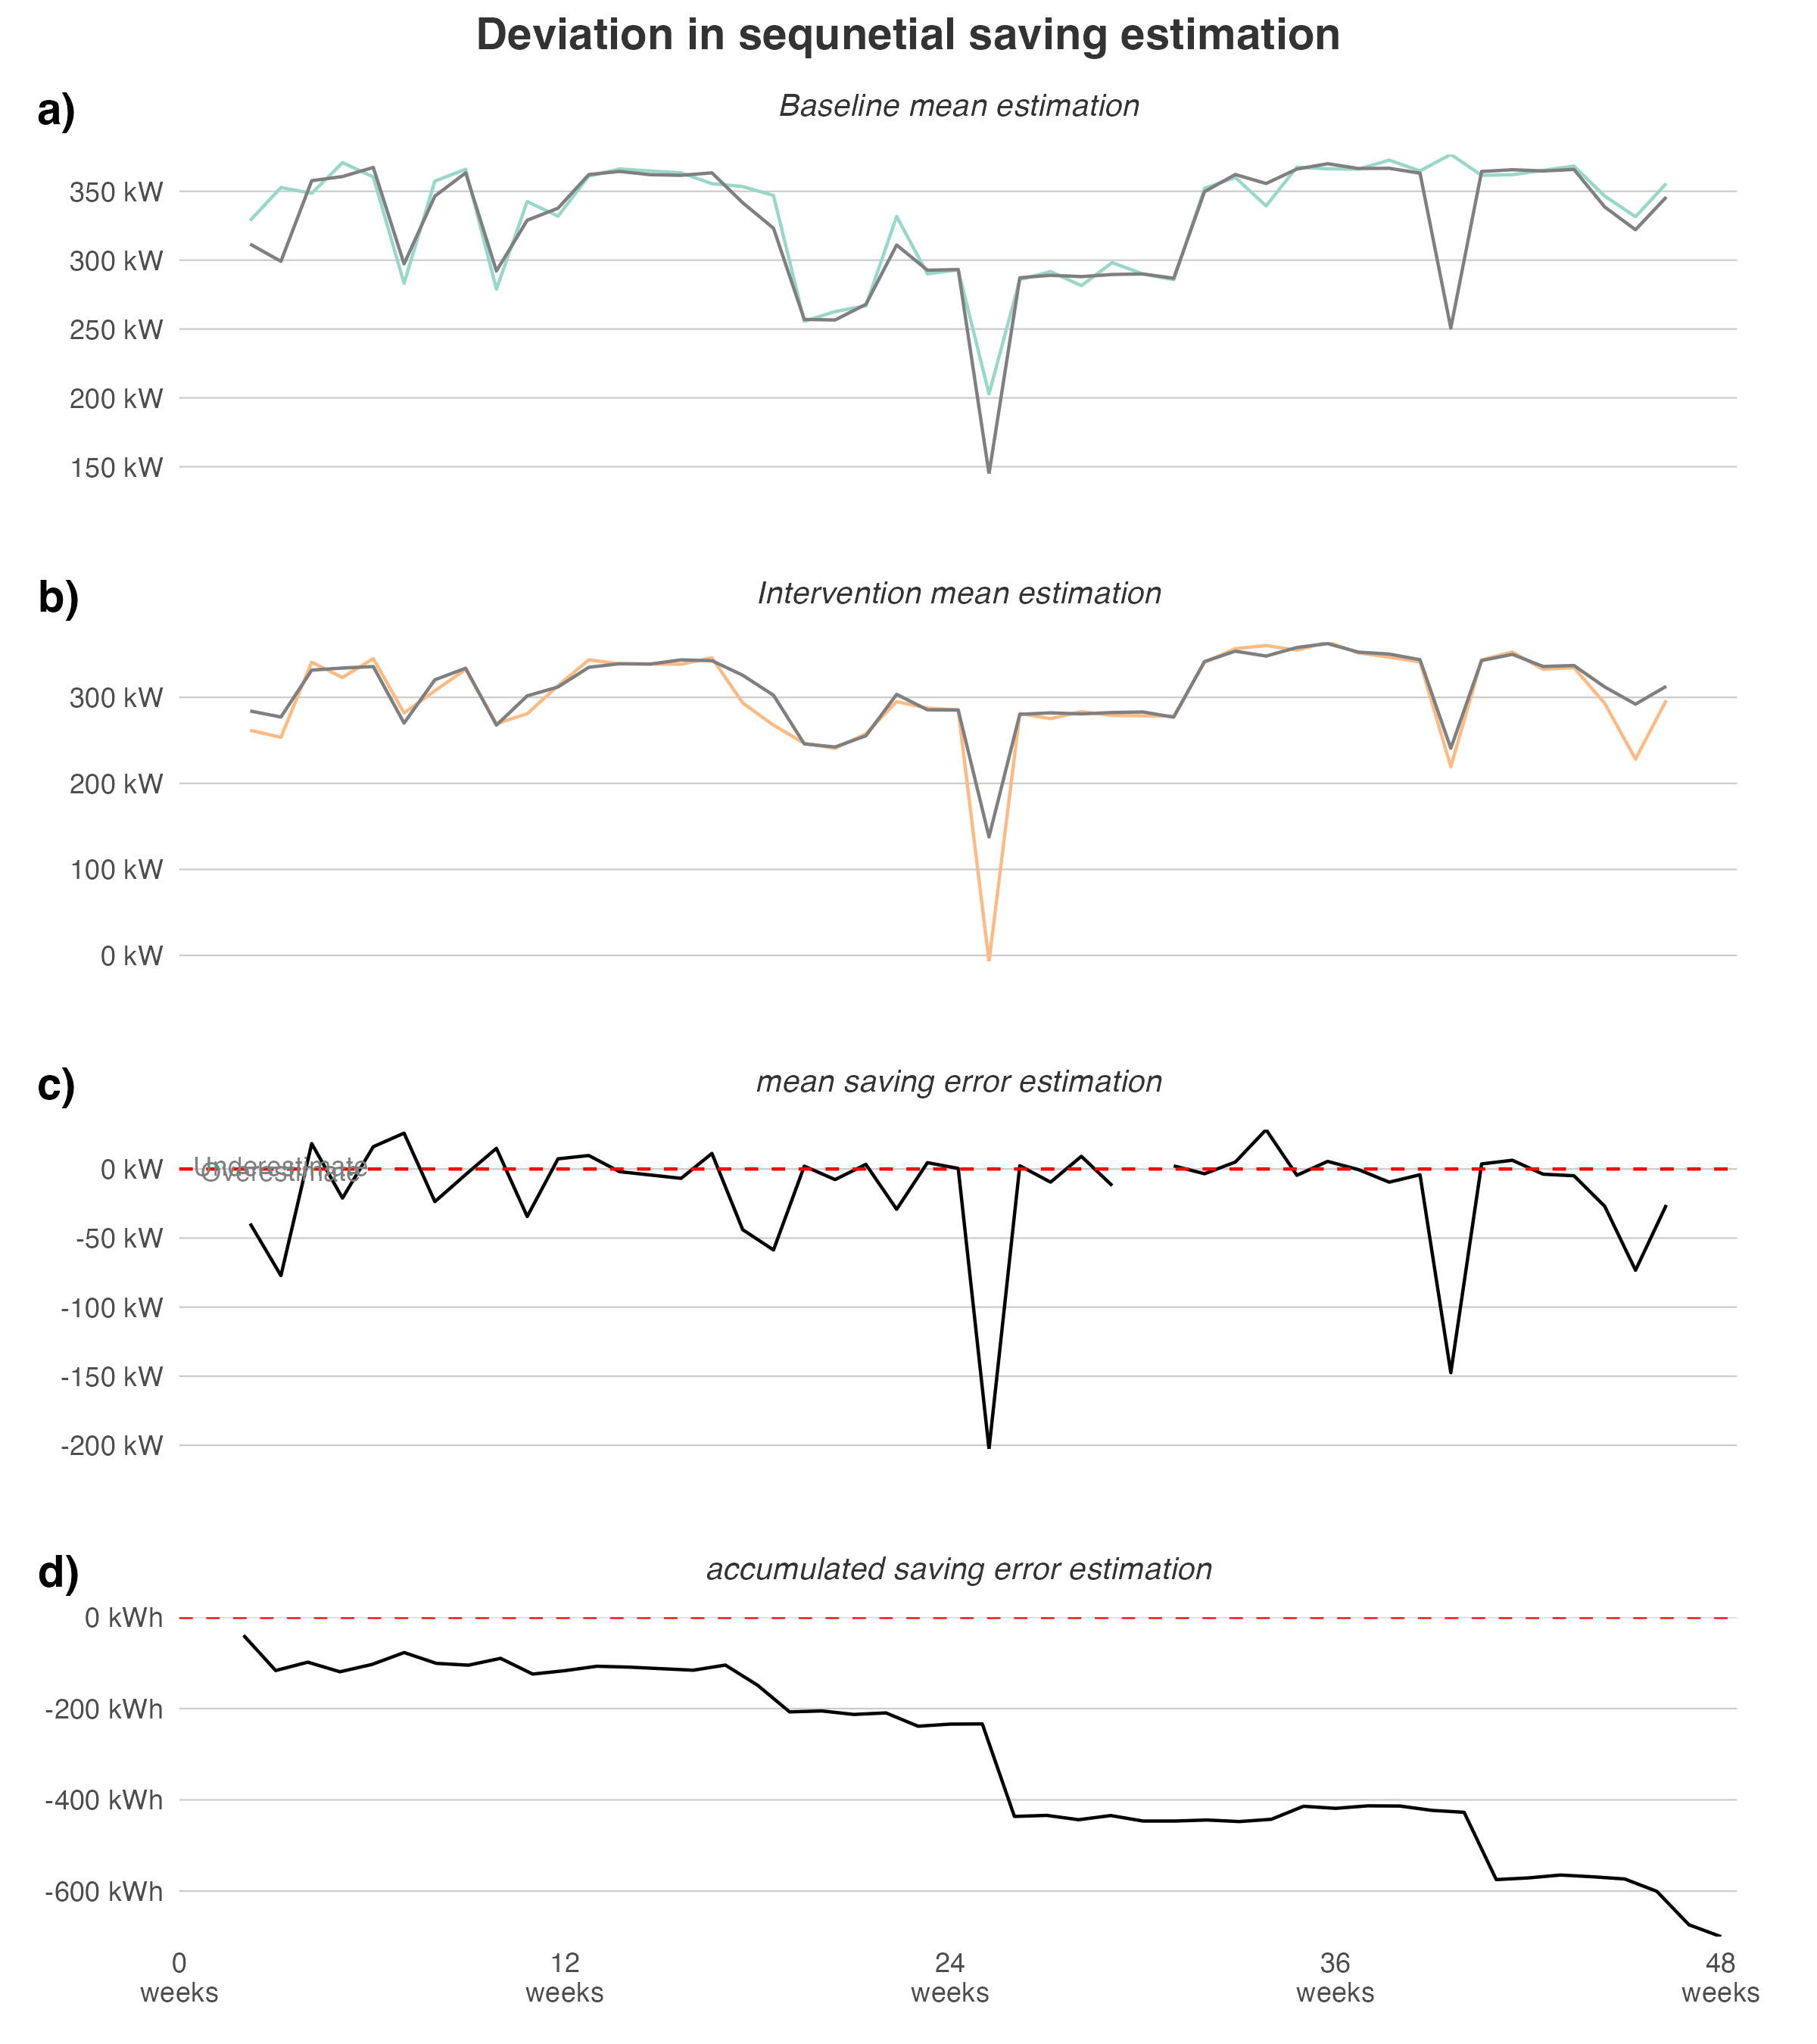 Deviation in sequnetial saving estimation
a)
Baseline mean estimation
350 kW
300 kW
250 kW
200 kW
150 kW
b)
Intervention mean estimation
300 kW
200 kW
100 kW
0 kW
c)
mean saving error estimation
Underestimate
0 kW
Overestimate
-50 kW
-100 kW
-150 kW
-200 kW
d)
accumulated saving error estimation
0 kWh
-200 kWh
-400 kWh
-600 kWh
0 12 24 36 48
weeks weeks weeks weeks weeks